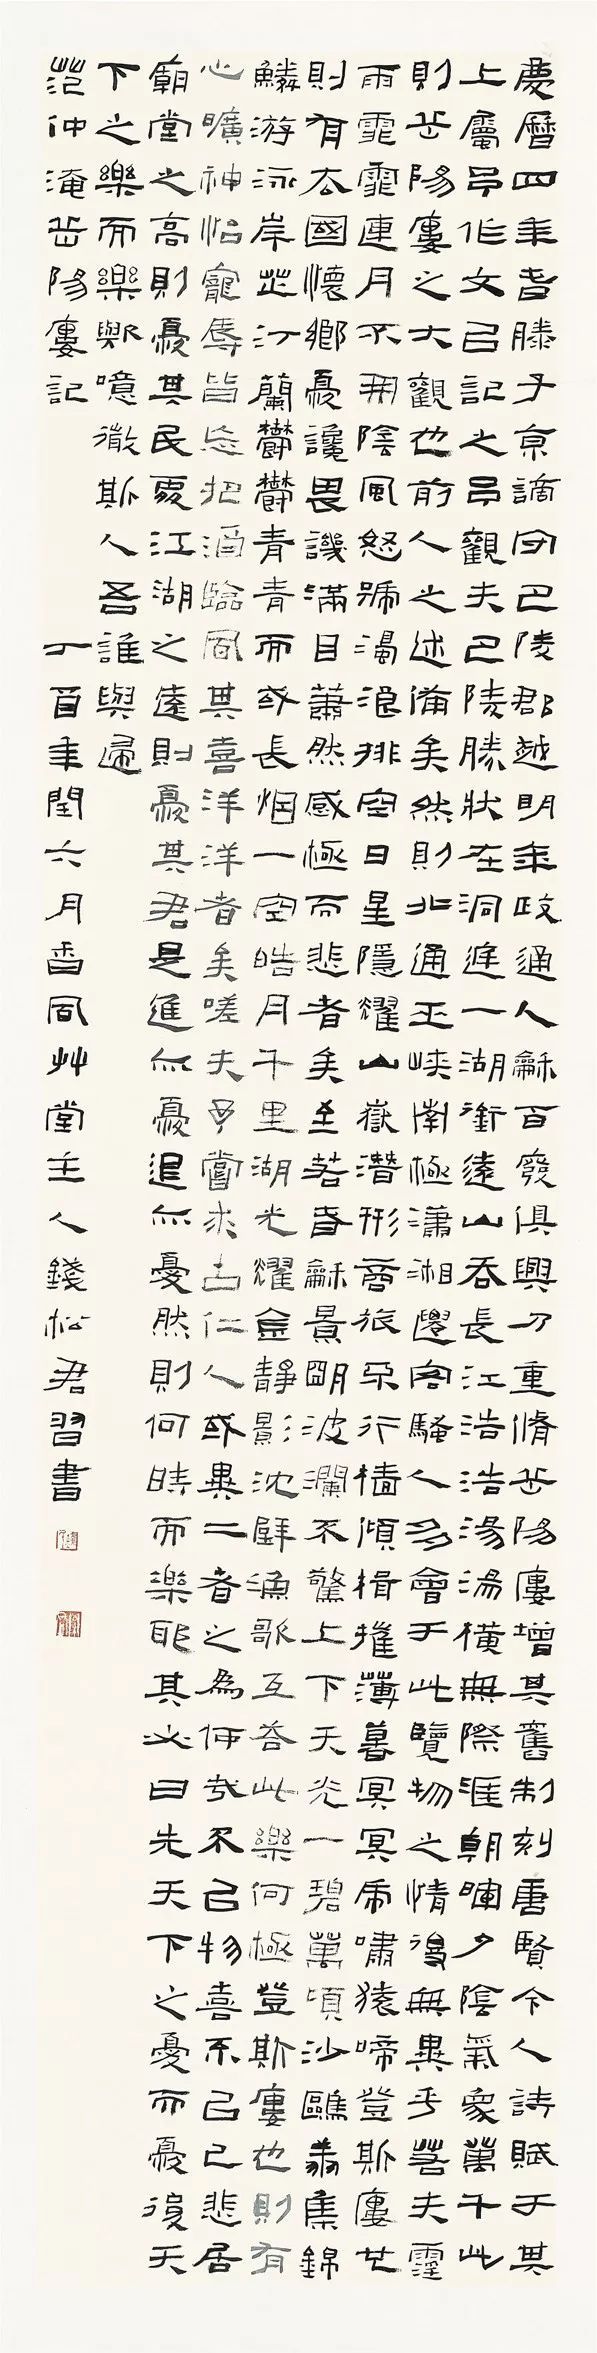 慶曆四年春滕子京謫守巴陵郡越明年政通人龢百廢俱興乃重脩岳陽樓增其舊制刻唐賢今人詩賦于其
上屬予作文以記之予觀夫巴陵勝狀在洞庭一湖銜遠山吞長江浩浩湯湯橫無際涯朝暉夕陰氣象萬千此
則岳陽樓之大觀也前人之述備矣然則北通巫峽南極瀟湘遷客騷人多會于此覽物之情得無異乎若夫霪
雨霏霏連月不開陰風怒號濁浪排空日星隱耀山嶽潛形商旅不行檣傾楫摧薄暮冥冥虎嘯猿啼登斯樓也
則有去國懷鄉憂讒畏譏滿目蕭然感極而悲者矣至若春龢景明波瀾不驚上下天光一碧萬頃沙鷗翔集錦
鱗游泳岸芷汀蘭鬱鬱青青而或長烟一空皓月千里湖光耀金靜影沈璧漁歌互答此樂何極登斯樓也則有
心曠神怡寵辱皆忘把酒臨風其喜洋洋者矣嗟夫予嘗求古仁人或異二者之為何哉不以物喜不以己悲居
廟堂之高則憂其民處江湖之遠則憂其君是進亦憂退亦憂然則何時而樂耶其必曰先天下之憂而憂後天
下之樂而樂歟噫微斯人吾誰與歸
范仲淹岳陽樓記 丁酉年閏六月香風艸堂主人錢松君習書